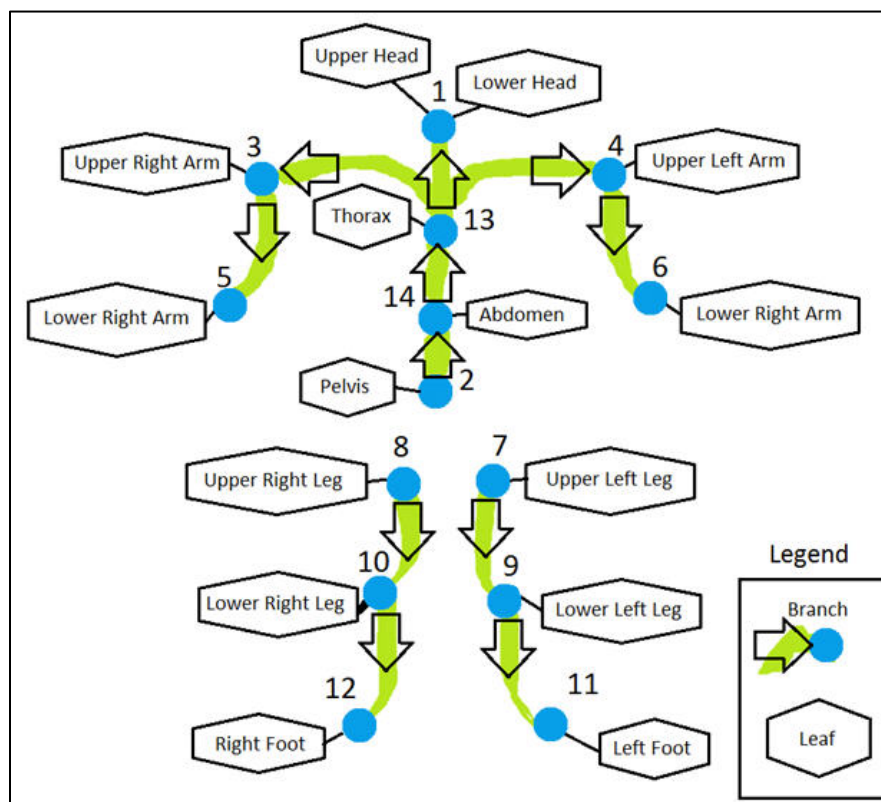 Upper Head
Lower Head
1
3
4
Upper Right Arm
Upper Left Arm
Thorax
13
5
6
14
Lower Right Arm
Abdomen
Lower Right Arm
Pelvis
2
8
7
Upper Right Leg
Upper Left Leg
10
9
Legend
Lower Right Leg
Lower Left Leg
Branch
12
11
Right Foot
Left Foot
Leaf